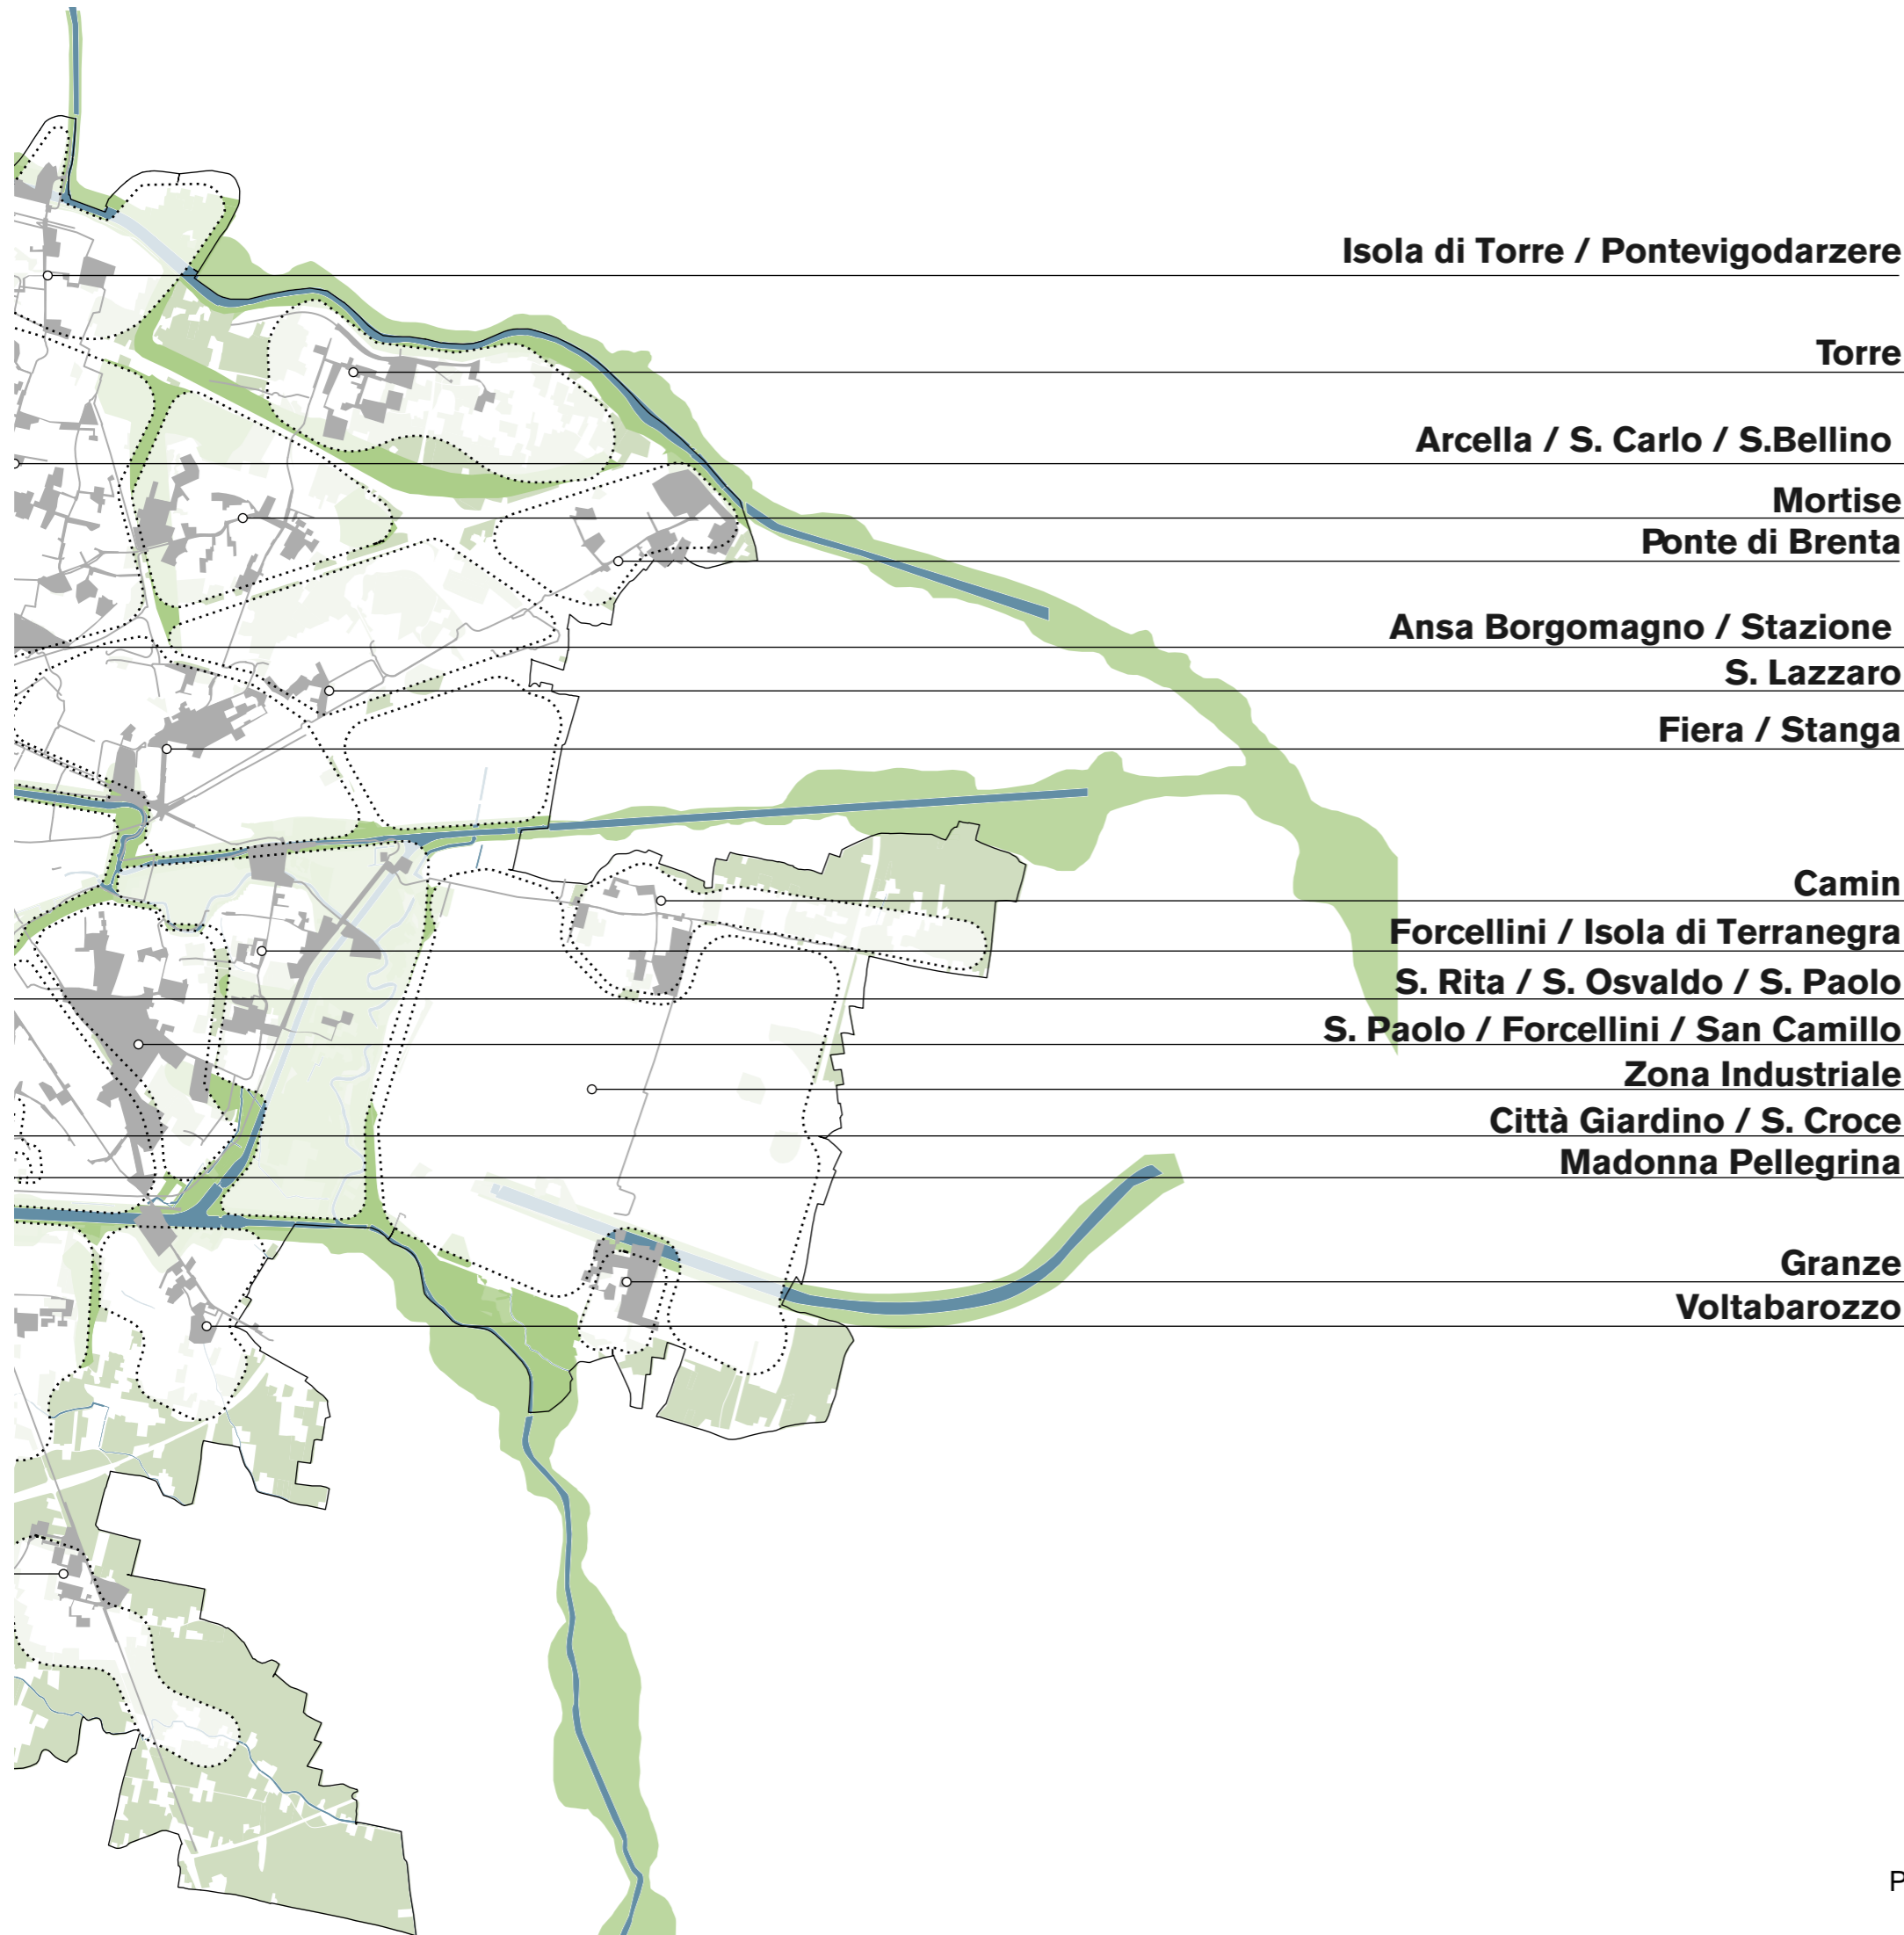 Isola di Torre / Pontevigodarzere
Torre
Arcella / S. Carlo / S.Bellino
Mortise
Ponte di Brenta
Ansa Borgomagno / Stazione
S. Lazzaro
Fiera / Stanga
Camin
Forcellini / Isola di Terranegra
S. Rita / S. Osvaldo / S. Paolo
S. Paolo / Forcellini / San Camillo
Zona Industriale
Città Giardino / S. Croce
Madonna Pellegrina
Granze
Voltabarozzo
P